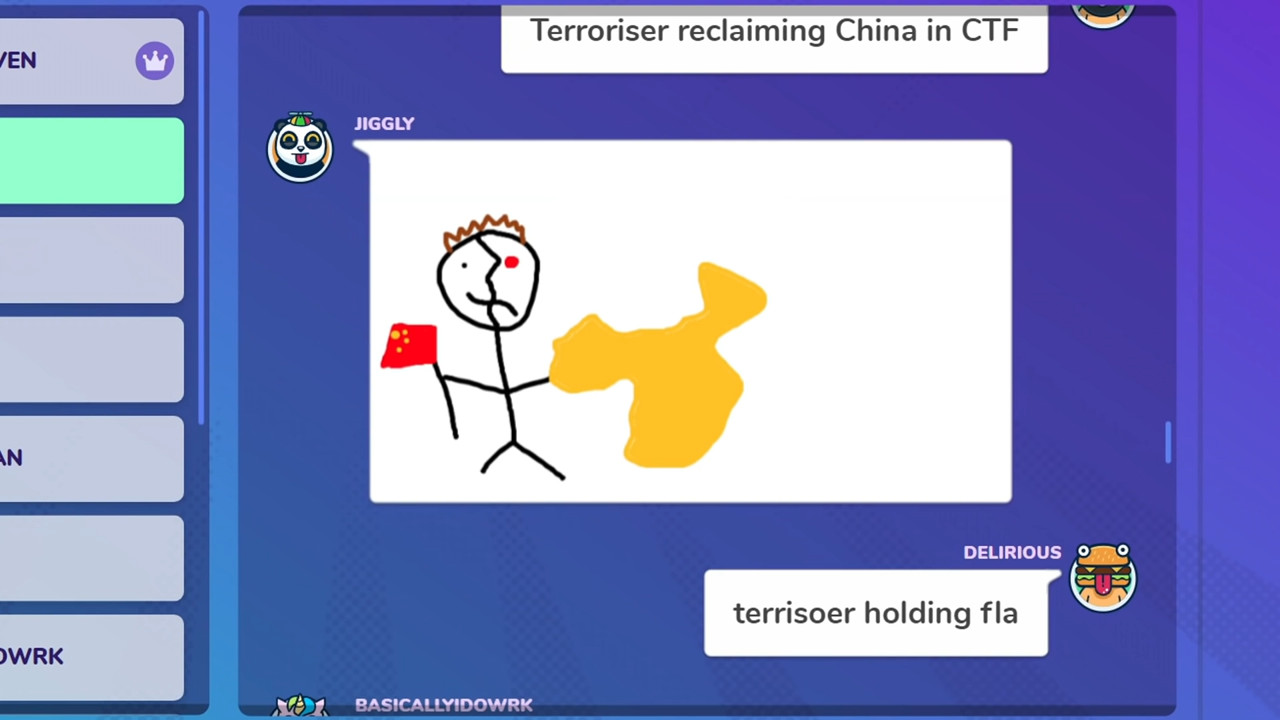 VEN
Terroriser reclaiming China in CTF
JIGGLY
AN
DELIRIOUS
terrisoer holding fla
OWRK
BASICALLYIDOWRK